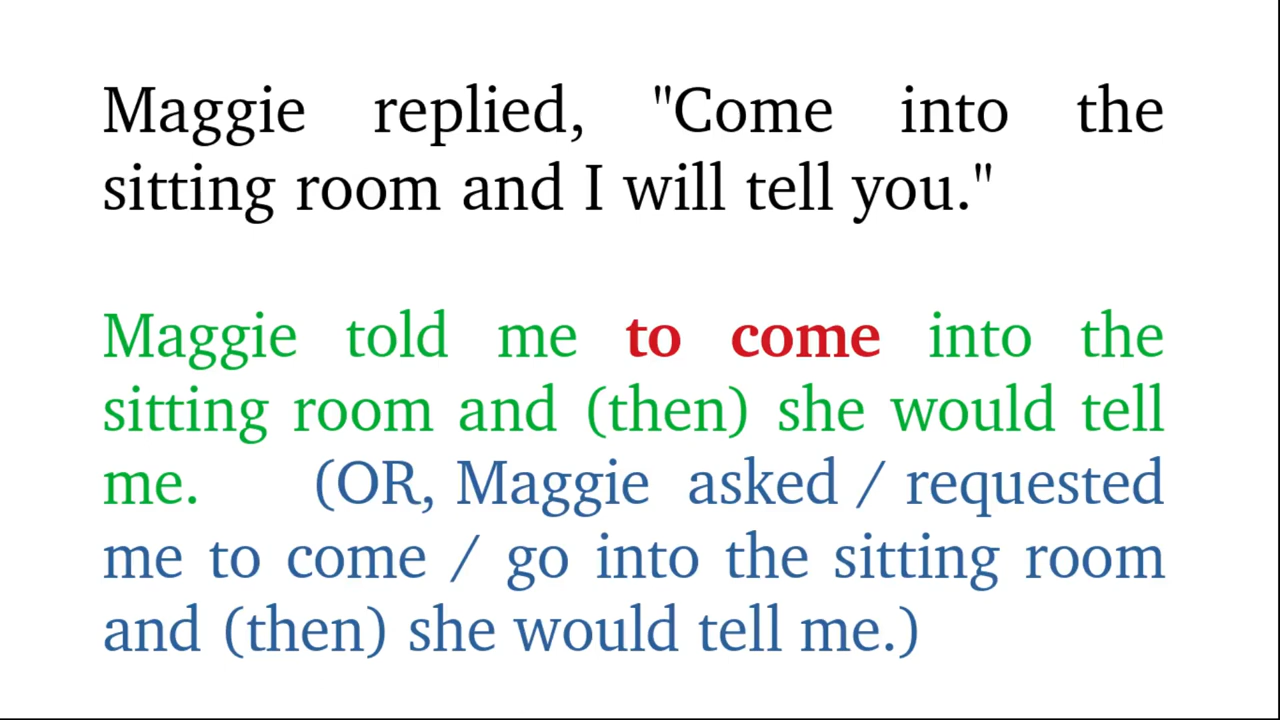 Maggie replied, "Come into the
sitting room and I will tell you."
Maggie told me to come into the
sitting room and (then) she would tell
me. (OR, Maggie asked / requested
me to come / go into the sitting room
and (then) she would tell me.)